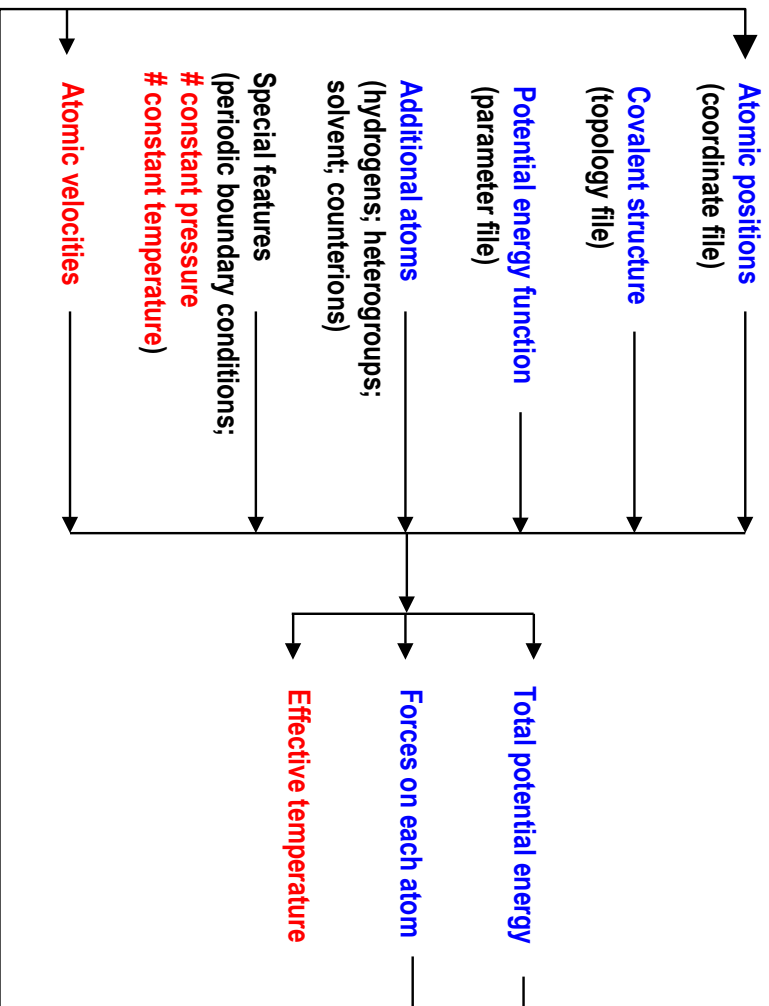 Atomic positions
(coordinate file)
Covalent structure
(topology file)
Potential energy function
(parameter file)
Additional atoms
(hydrogens; heterogroups;
solvent; counterions)
Special features
(periodic boundary conditions;
# constant pressure
# constant temperature)
Atomic velocities
Total potential energy
Forces on each atom
Effective temperature